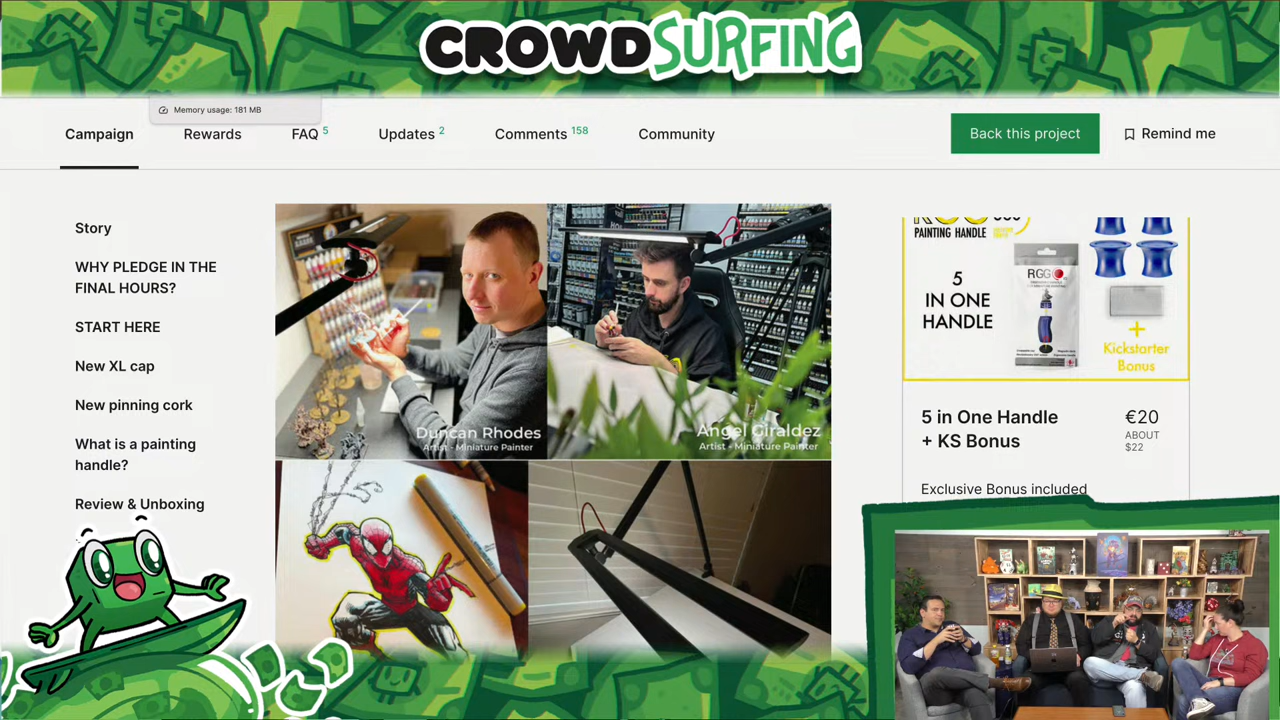 CROWDSURFING
Memory usage: 181 MB
Campaign
Rewards
FAQ 5
Updates 2
Comments 158
Community
Back this project
Remind me
Story
WHY PLEDGE IN THE
FINAL HOURS?
START HERE
New XL cap
New pinning cork
What is a painting
handle?
Review & Unboxing
Duncan Rhodes
Artist - Miniature Painter
Angel Giraldez
Artist - Miniature Painter
PAINTING HANDLE
5
IN ONE
HANDLE
RGG
+
Kickstarter
Bonus
5 in One Handle
+ KS Bonus
€20
ABOUT
$22
Exclusive Bonus included